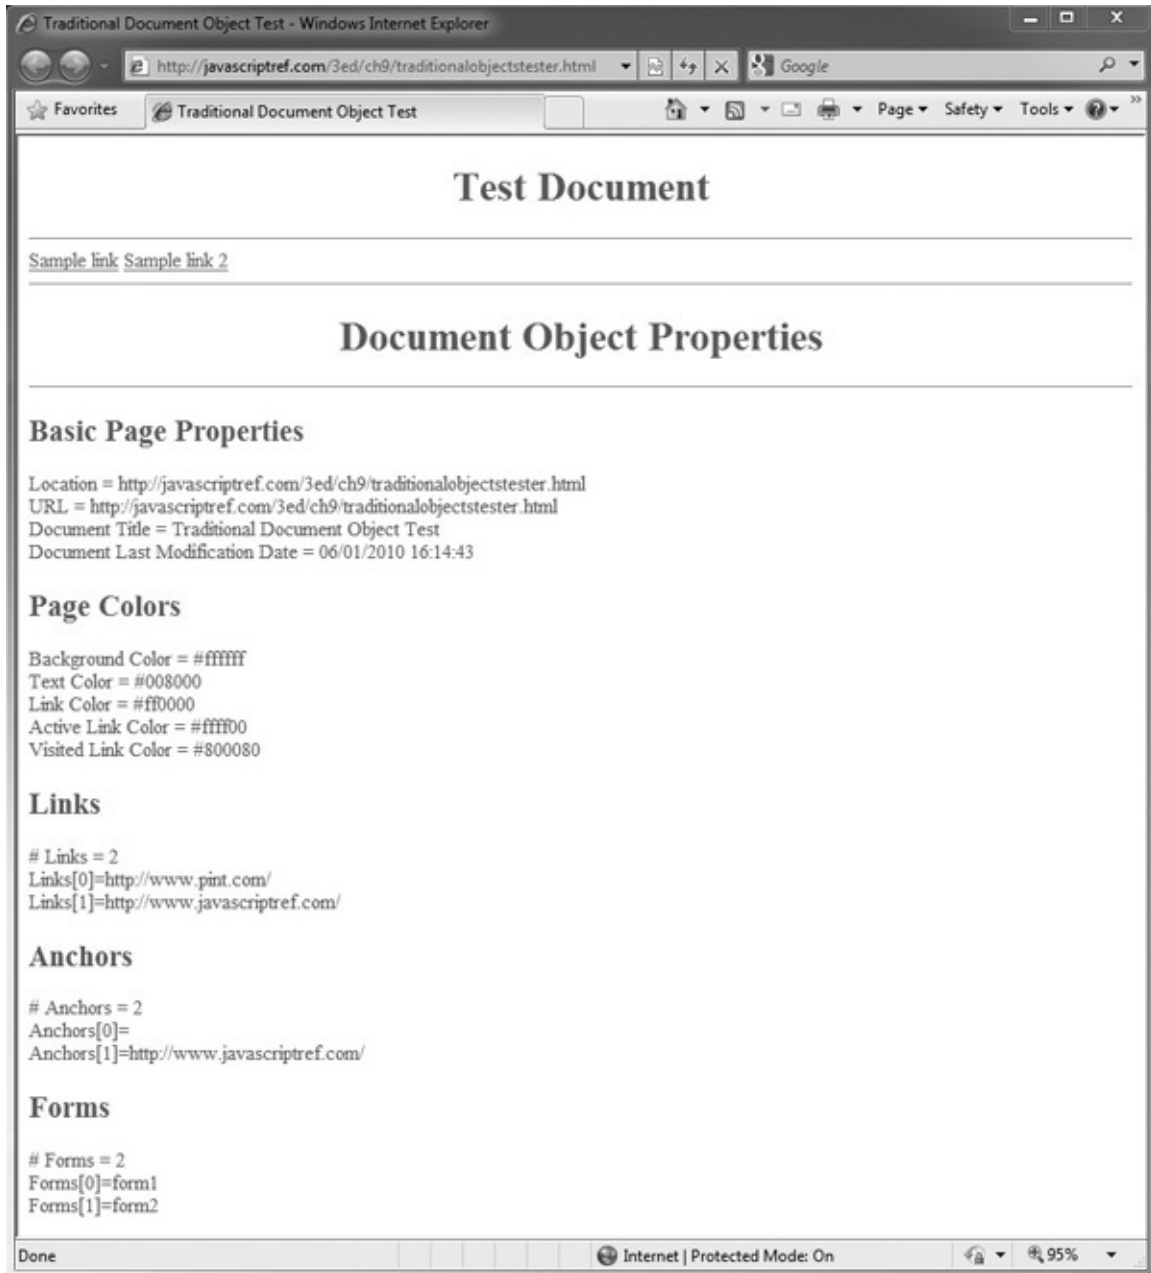 Traditional Document Object Test - Windows Internet Explorer
http://javascriptref.com/3ed/ch9/traditionalobjectstester.html Google
Favorites Traditional Document Object Test Page Safety Tools
Test Document
Sample link Sample link 2
Document Object Properties
Basic Page Properties
Location = http://javascriptref.com/3ed/ch9/traditionalobjectstester.html
URL = http://javascriptref.com/3ed/ch9/traditionalobjectstester.html
Document Title = Traditional Document Object Test
Document Last Modification Date = 06/01/2010 16:14:43
Page Colors
Background Color = #ffffff
Text Color = #008000
Link Color = #ff0000
Active Link Color = #ffff00
Visited Link Color = #800080
Links
# Links = 2
Links[0]=http://www.pint.com/
Links[1]=http://www.javascriptref.com/
Anchors
# Anchors = 2
Anchors[0]=
Anchors[1]=http://www.javascriptref.com/
Forms
# Forms = 2
Forms[0]=form1
Forms[1]=form2
Done Internet | Protected Mode: On 95%